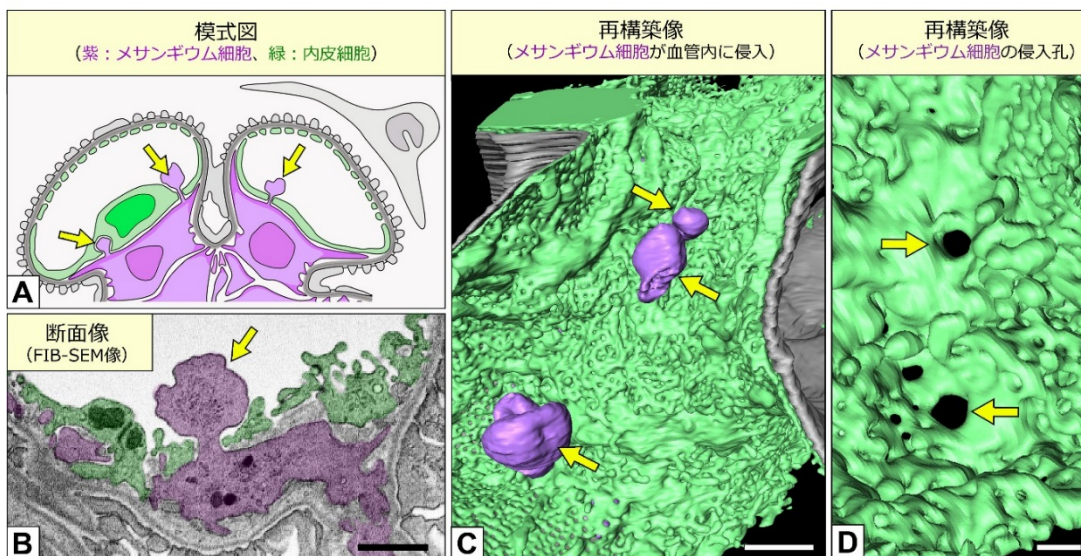 模式図
(紫：メサンギウム細胞、緑：内皮細胞)
A
断面像
(FIB-SEM像)
B
再構築像
(メサンギウム細胞が血管内に侵入)
C
再構築像
(メサンギウム細胞の侵入孔)
D